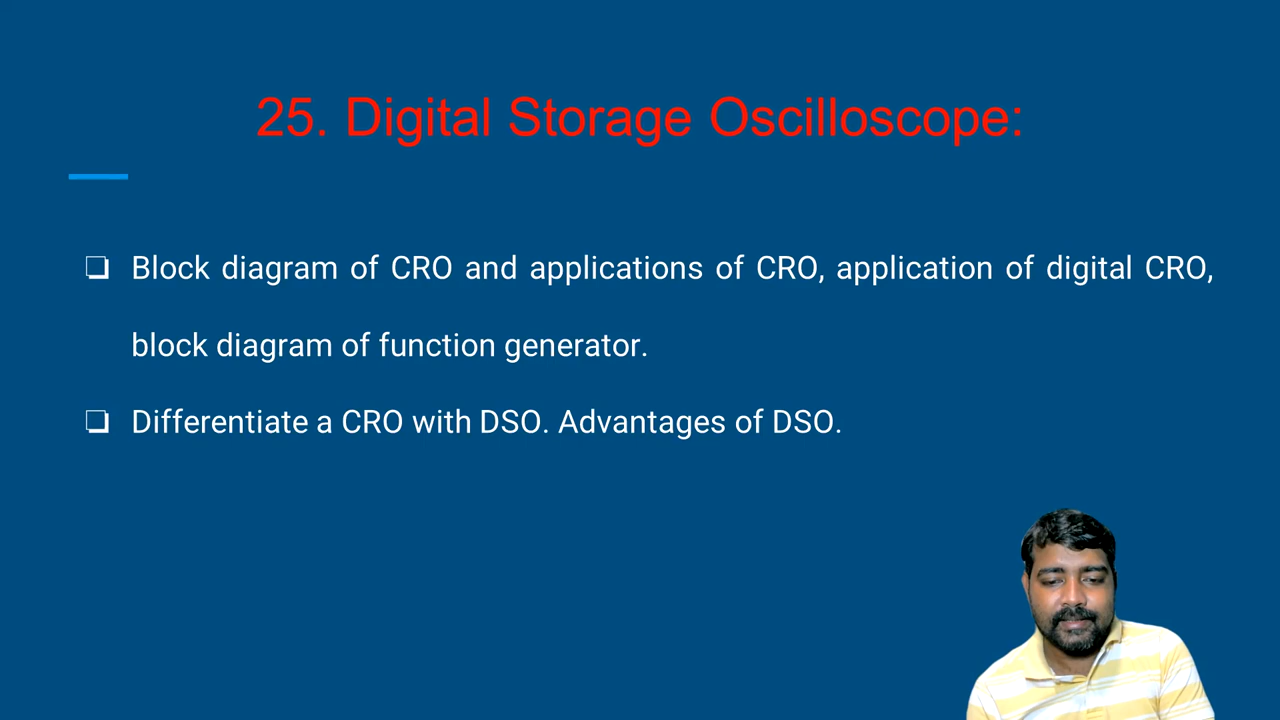 25. Digital Storage Oscilloscope:
❏ Block diagram of CRO and applications of CRO, application of digital CRO,
block diagram of function generator.
❏ Differentiate a CRO with DSO. Advantages of DSO.